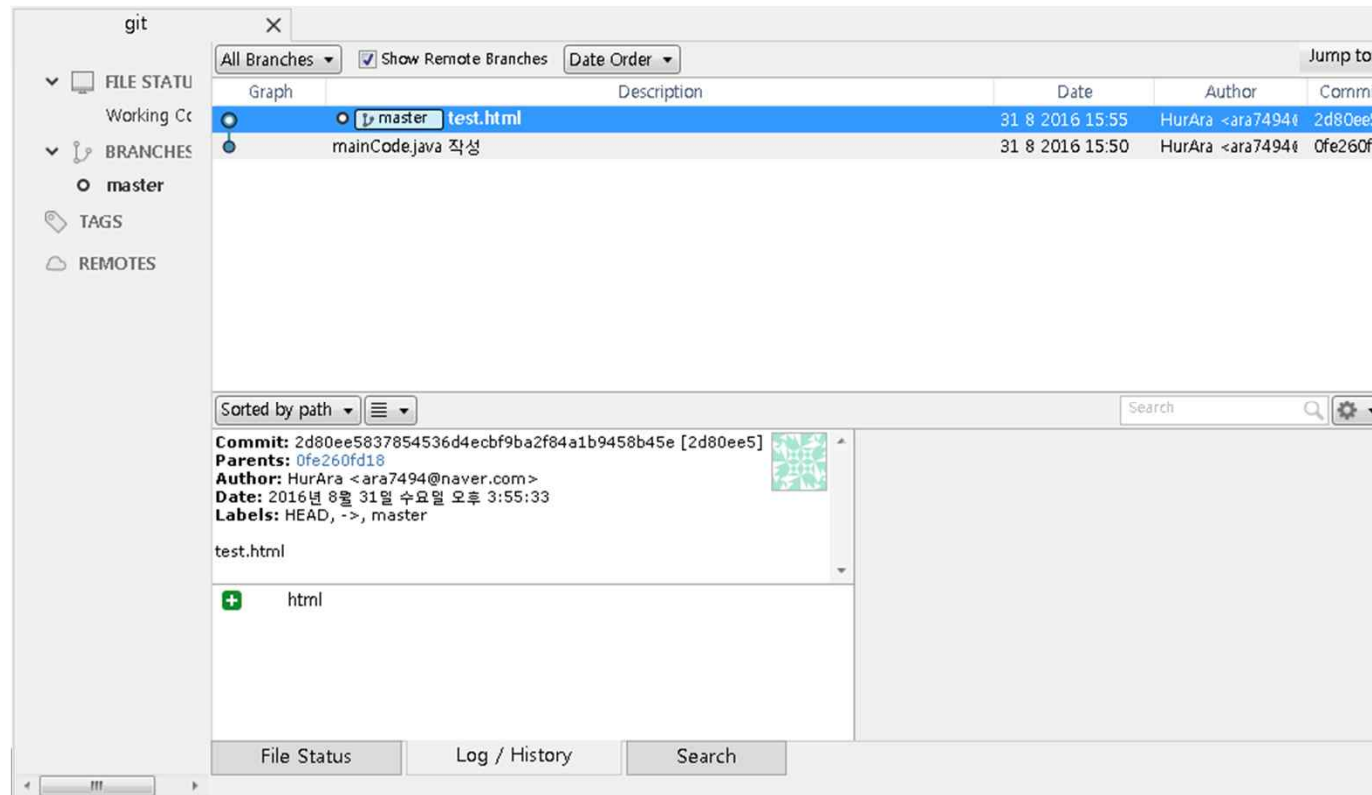 git
FILE STATU
Working Cc
BRANCHES
master
TAGS
REMOTES
All Branches Show Remote Branches Date Order Jump to
Graph Description Date Author Commi
master test.html 31 8 2016 15:55 HurAra <ara7494 2d80ee5
mainCode.java 작성 31 8 2016 15:50 HurAra <ara7494 0fe260f
Sorted by path Search
Commit: 2d80ee5837854536d4ecbf9ba2f84a1b9458b45e [2d80ee5]
Parents: 0fe260fd18
Author: HurAra <ara7494@naver.com>
Date: 2016년 8월 31일 수요일 오후 3:55:33
Labels: HEAD, ->, master
test.html
html
File Status Log / History Search